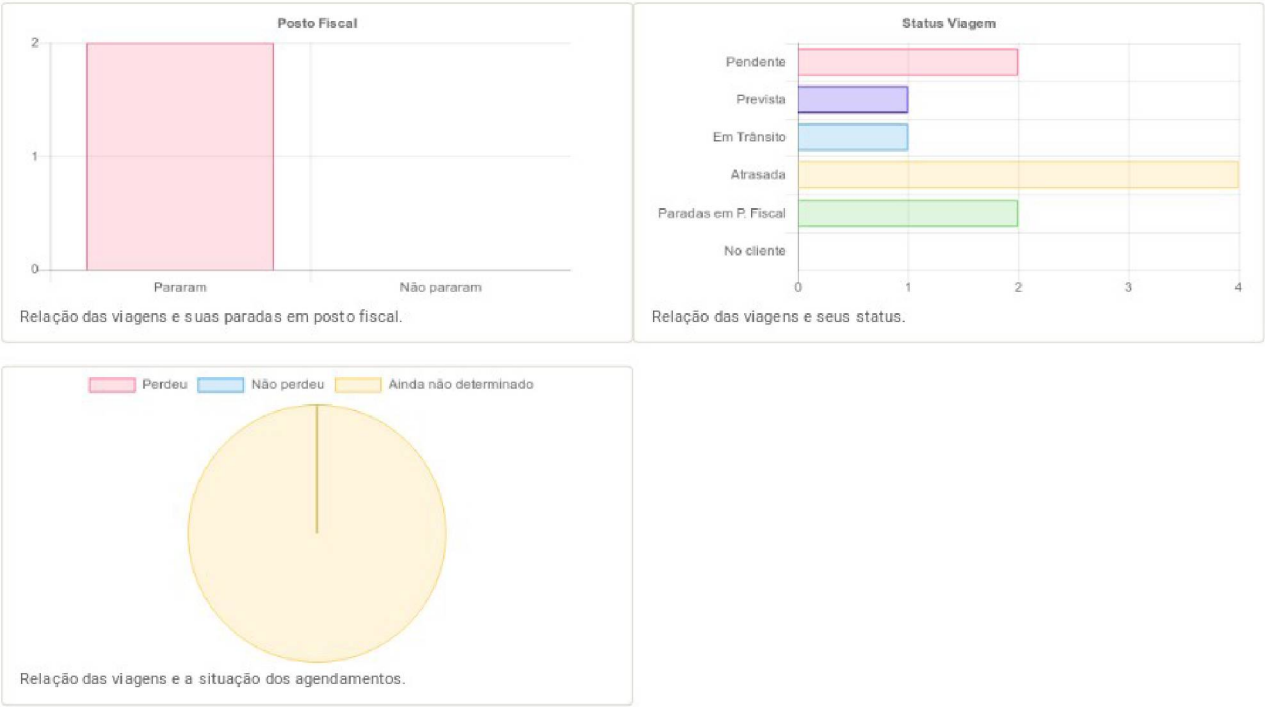 Posto Fiscal
2
1
0
Pararam
Não pararam
Relação das viagens e suas paradas em posto fiscal.
Status Viagem
Pendente
Prevista
Em Trânsito
Atrasada
Paradas em P. Fiscal
No cliente
0 1 2 3 4
Relação das viagens e seus status.
Perdeu Não perdeu Ainda não determinado
Relação das viagens e a situação dos agendamentos.